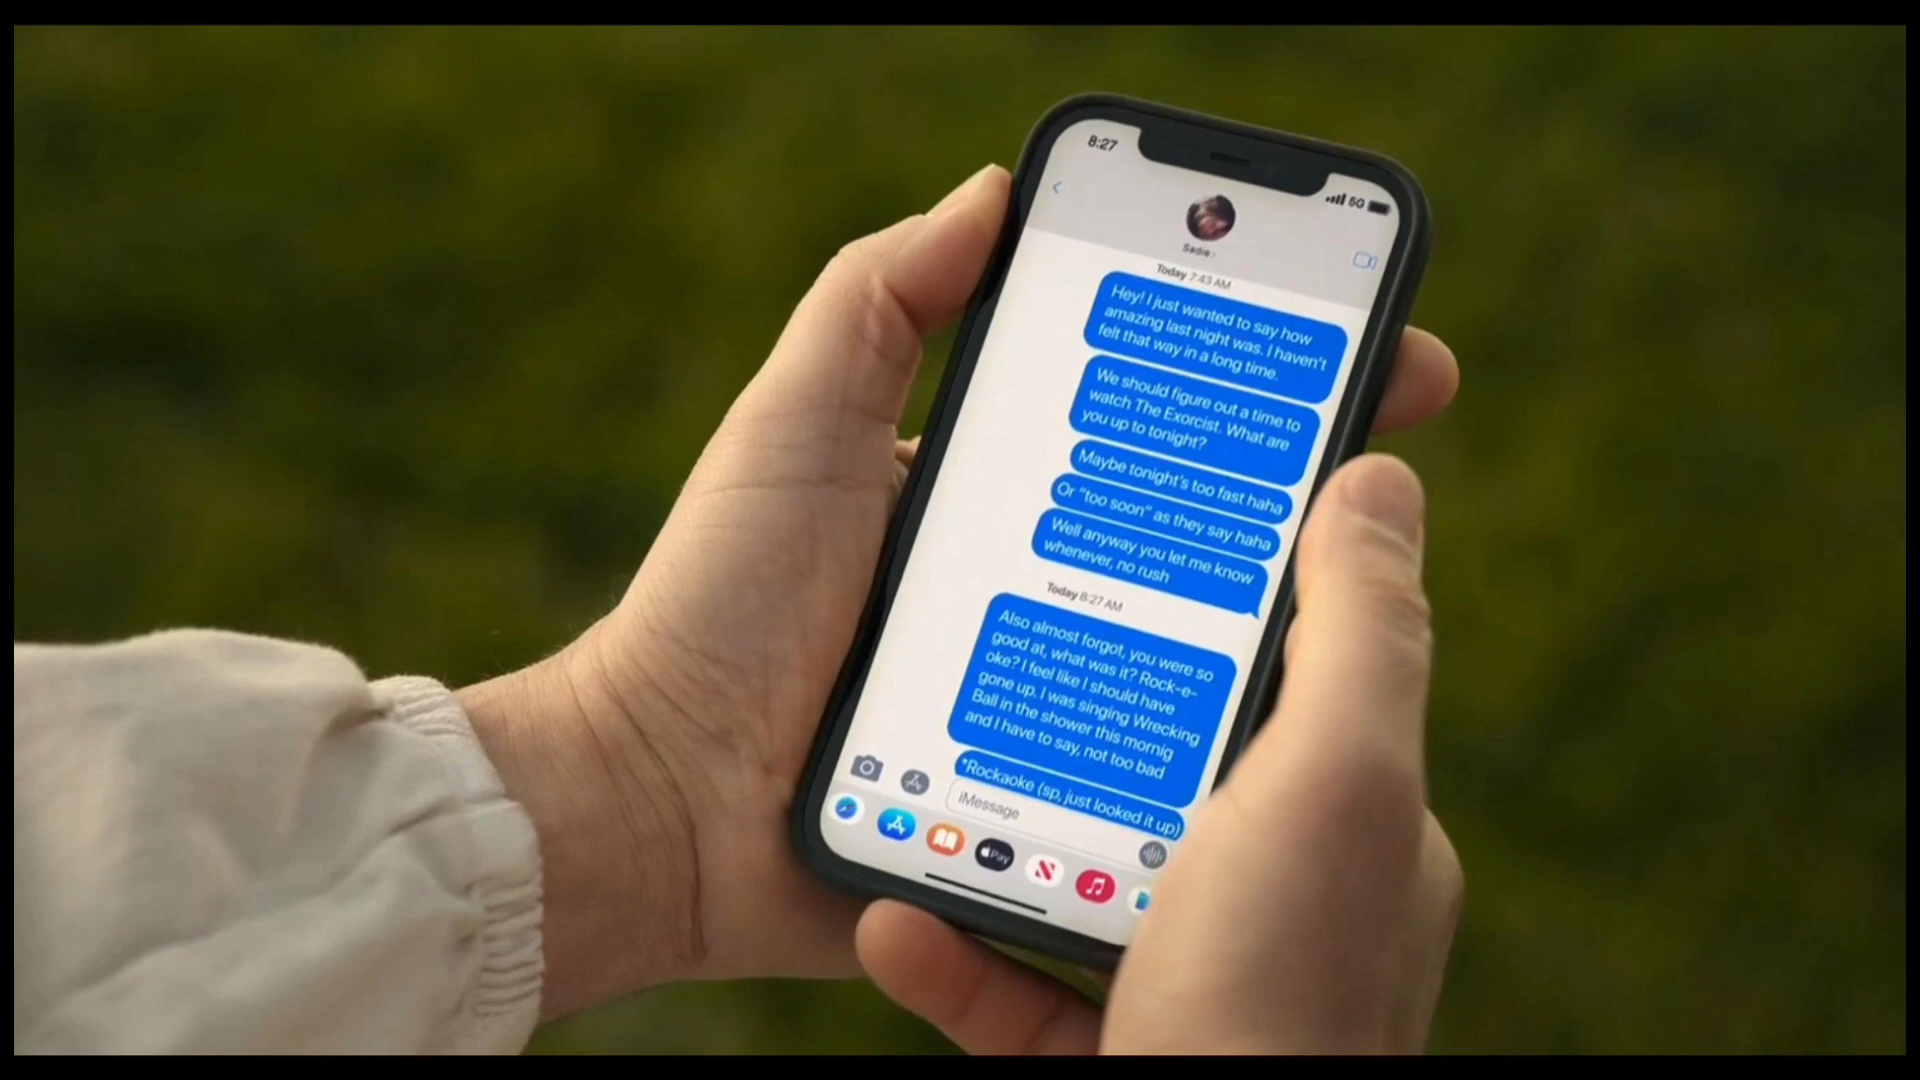 8:27
5G
Sadie
Today 7:43 AM
Hey! I just wanted to say how
amazing last night was. I haven't
felt that way in a long time.
We should figure out a time to
watch The Exorcist. What are
you up to tonight?
Maybe tonight's too fast haha
Or "too soon" as they say haha
Well anyway you let me know
whenever, no rush
Today 8:27 AM
Also almost forgot, you were so
good at, what was it? Rock-e-
oke? I feel like I should have
gone up. I was singing Wrecking
Ball in the shower this mornig
and I have to say, not too bad
*Rockaoke (sp, just looked it up)
iMessage
Pay